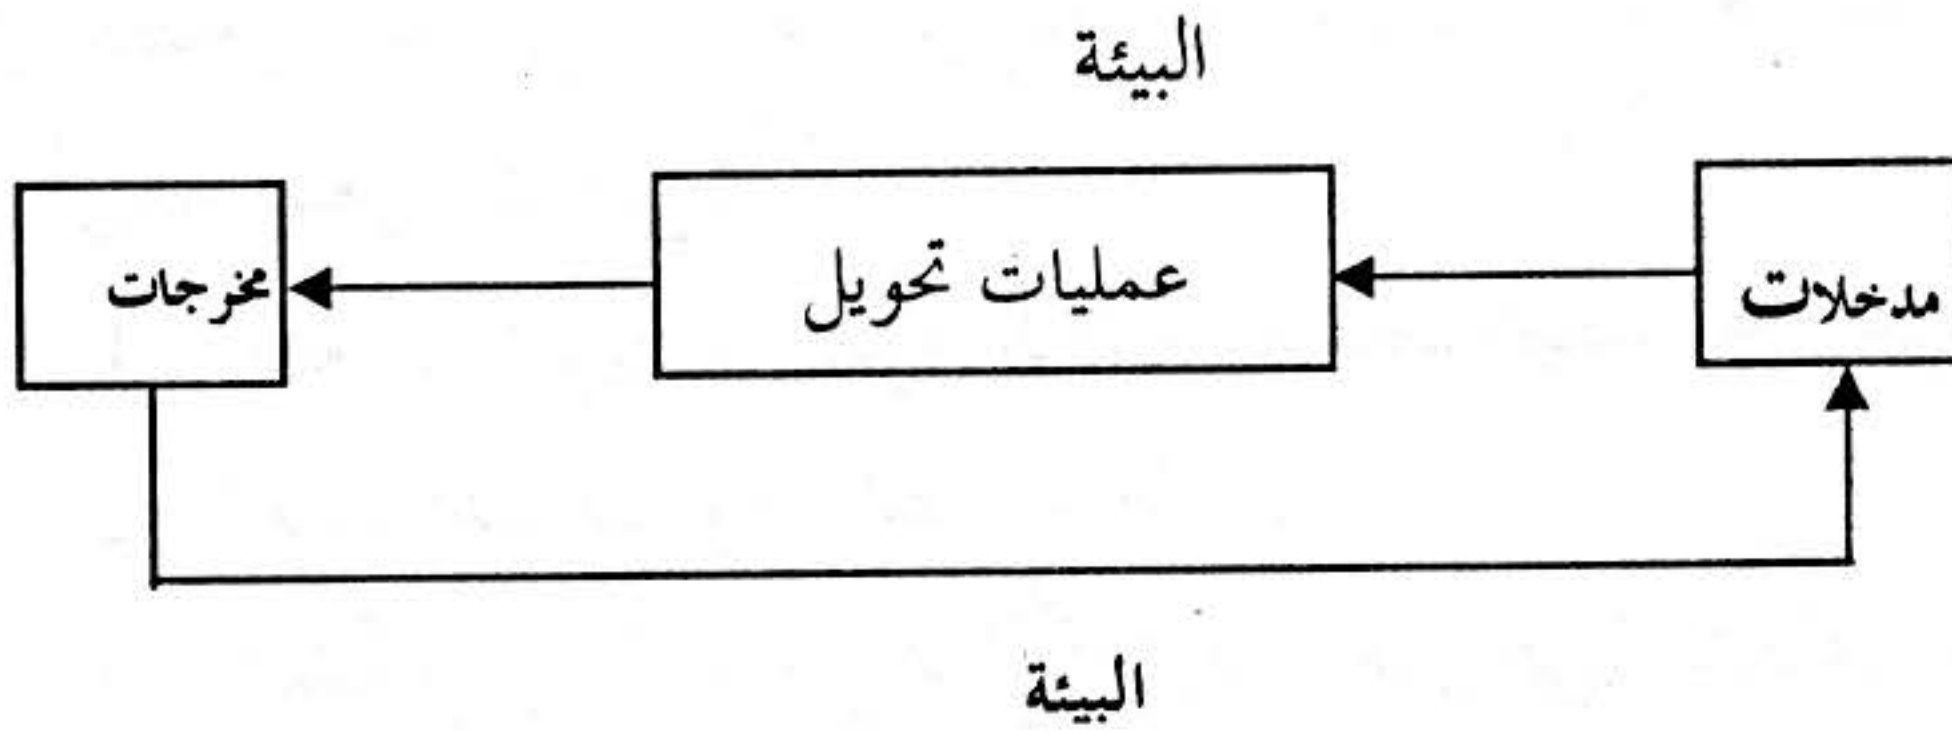 البيئة
مدخلات
عمليات تحويل
مخرجات
البيئة